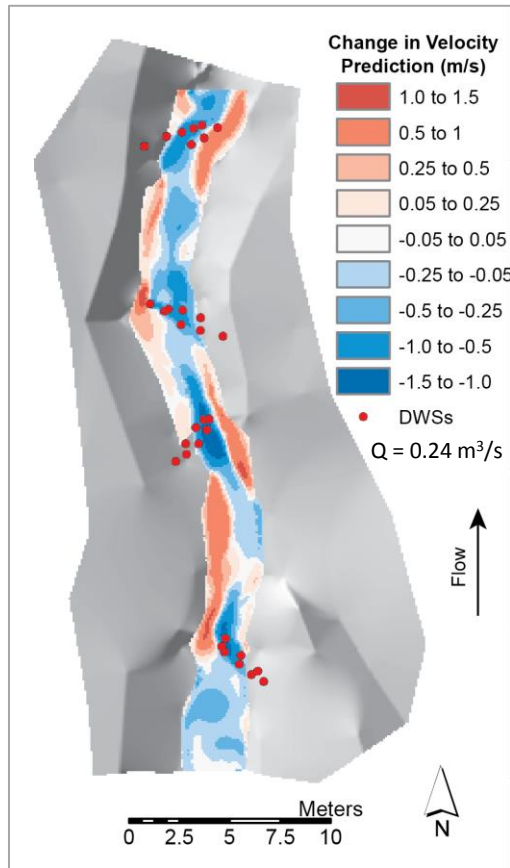 Change in Velocity
Prediction (m/s)
1.0 to 1.5
0.5 to 1
0.25 to 0.5
0.05 to 0.25
-0.05 to 0.05
-0.25 to -0.05
-0.5 to -0.25
-1.0 to -0.5
-1.5 to -1.0
DWSs
Q = 0.24 m³/s
Flow
Meters
0 2.5 5 7.5 10
N